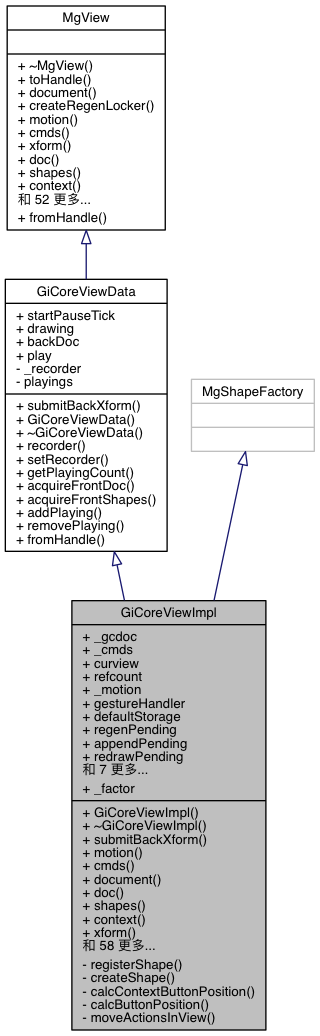 MgView
+ ~MgView()
+ toHandle()
+ document()
+ createRegenLocker()
+ motion()
+ cmds()
+ xform()
+ doc()
+ shapes()
+ context()
和 52 更多...
+ fromHandle()
GiCoreViewData
+ startPauseTick
+ drawing
+ backDoc
+ play
- _recorder
- playings
+ submitBackXform()
+ GiCoreViewData()
+ ~GiCoreViewData()
+ recorder()
+ setRecorder()
+ getPlayingCount()
+ acquireFrontDoc()
+ acquireFrontShapes()
+ addPlaying()
+ removePlaying()
+ fromHandle()
MgShapeFactory
GiCoreViewImpl
+ _gcdoc
+ _cmds
+ curview
+ refcount
+ _motion
+ gestureHandler
+ defaultStorage
+ regenPending
+ appendPending
+ redrawPending
和 7 更多...
+ _factor
+ GiCoreViewImpl()
+ ~GiCoreViewImpl()
+ submitBackXform()
+ motion()
+ cmds()
+ document()
+ doc()
+ shapes()
+ context()
+ xform()
和 58 更多...
- registerShape()
- createShape()
- calcContextButtonPosition()
- calcButtonPosition()
- moveActionsInView()